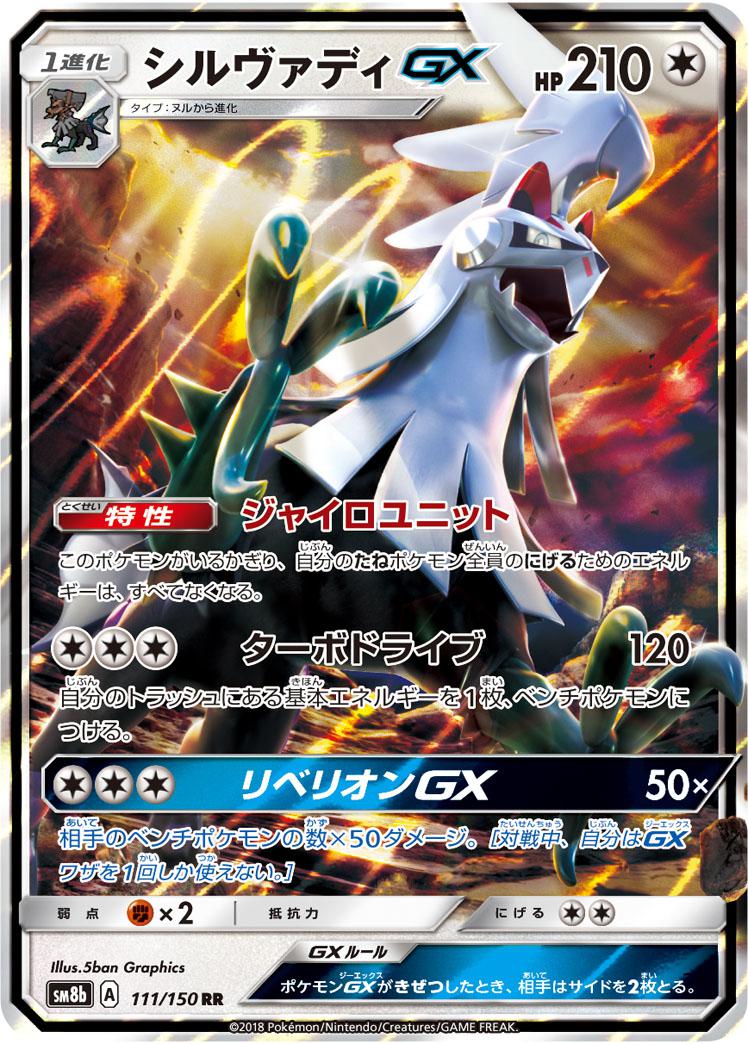 1進化
シルヴァディGX
HP210
タイプ：ヌルから進化
とくせい
特性
ジャイロユニット
このポケモンがいるかぎり、自分のたねポケモン全員のにげるためのエネル
ギーは、すべてなくなる。
ターボドライブ 120
自分のトラッシュにある基本エネルギーを1枚、ベンチポケモンに
つける。
リベリオンGX 50×
相手のベンチポケモンの数×50ダメージ。[対戦中、自分はGX
ワザを1回しか使えない。]
弱点 ×2 抵抗力 にげる
GXルール
ポケモンGXがきぜつしたとき、相手はサイドを2枚とる。
Illus.5ban Graphics
SM8b A 111/150 RR
©2018 Pokémon/Nintendo/Creatures/GAME FREAK.